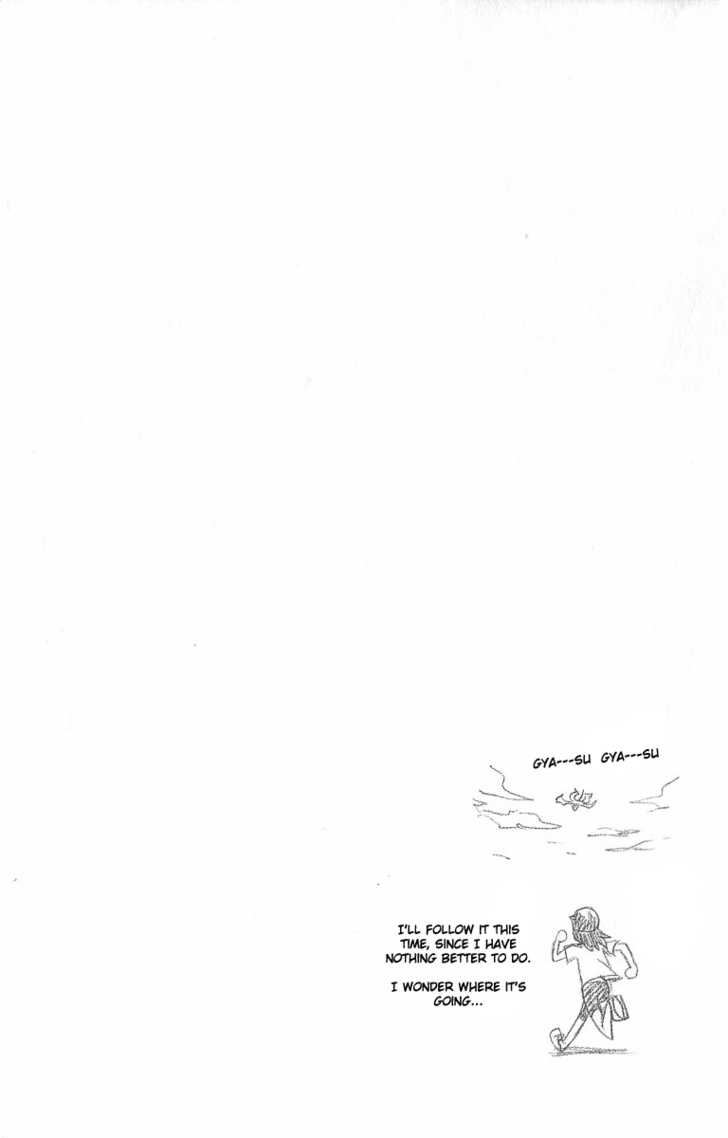 GYA---SU GYA---SU
I'LL FOLLOW IT THIS
TIME, SINCE I HAVE
NOTHING BETTER TO DO.
I WONDER WHERE IT'S
GOING...